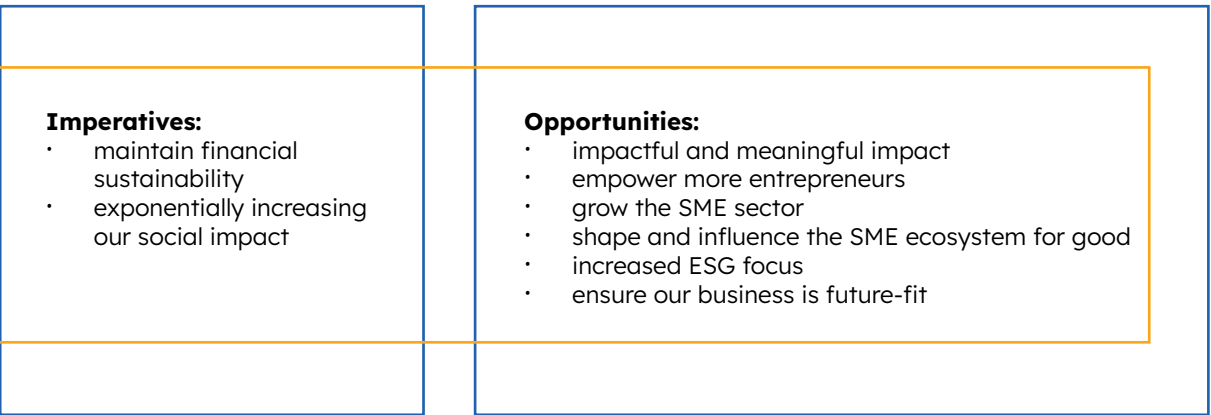 Imperatives:
· maintain financial
sustainability
· exponentially increasing
our social impact
Opportunities:
· impactful and meaningful impact
· empower more entrepreneurs
· grow the SME sector
· shape and influence the SME ecosystem for good
· increased ESG focus
· ensure our business is future-fit